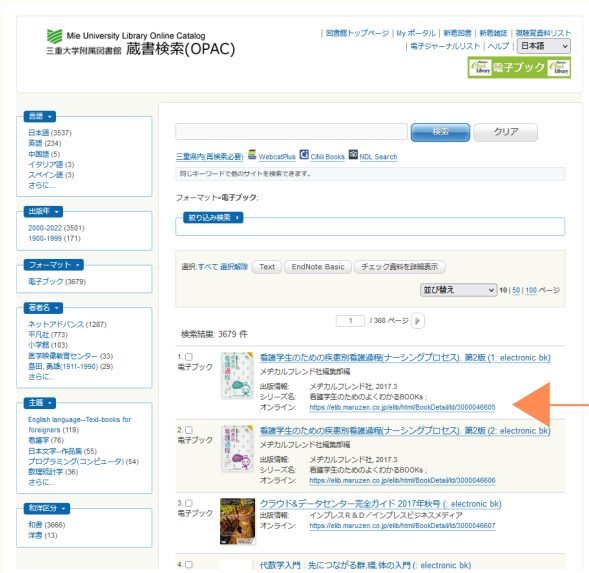 Mie University Library Online Catalog
三重大学附属図書館 蔵書検索(OPAC)
| 図書館トップページ | My ポータル | 新着図書 | 新着雑誌 | 視聴覚資料リスト
| 電子ジャーナルリスト | ヘルプ | 日本語
eBook Library 電子ブック eBook Library
言語
日本語 (3537)
英語 (234)
中国語 (5)
イタリア語 (3)
スペイン語 (3)
さらに...
出版年
2000-2022 (3501)
1900-1999 (171)
フォーマット
電子ブック (3679)
著者名
ネットアドバンス (1287)
平凡社 (773)
小学館 (103)
医学映像教育センター (33)
島田, 勇雄(1911-1990) (29)
さらに...
主題
English language--Text-books for
foreigners (119)
看護学 (76)
日本文学--作品集 (55)
プログラミング(コンピュータ) (54)
数理統計学 (36)
さらに...
和洋区分
和書 (3666)
洋書 (13)
検索 クリア
三重県内(再検索必要) WebcatPlus CiNii Books NDL Search
同じキーワードで他のサイトを検索できます。
フォーマット=電子ブック;
絞り込み検索
選択:すべて 選択解除 Text EndNote Basic チェック資料を詳細表示
並び替え 10 | 50 | 100 ページ
1 / 368 ページ
検索結果: 3679 件
1. 電子ブック
看護学生のための疾患別看護過程(ナーシングプロセス). 第2版 (1: electronic bk)
メヂカルフレンド社編集部編
出版情報: メヂカルフレンド社, 2017.3
シリーズ名: 看護学生のためのよくわかるBOOKs ;
オンライン: https://elib.maruzen.co.jp/elib/html/BookDetail/Id/3000046605
2. 電子ブック
看護学生のための疾患別看護過程(ナーシングプロセス). 第2版 (2: electronic bk)
メヂカルフレンド社編集部編
出版情報: メヂカルフレンド社, 2017.3
シリーズ名: 看護学生のためのよくわかるBOOKs ;
オンライン: https://elib.maruzen.co.jp/elib/html/BookDetail/Id/3000046606
3. 電子ブック
クラウド&データセンター完全ガイド 2017年秋号 (: electronic bk)
出版情報: インプレスR&D／インプレスビジネスメディア
オンライン: https://elib.maruzen.co.jp/elib/html/BookDetail/Id/3000046607
4.
代数学入門 : 先につながる群,環,体の入門 (: electronic bk)